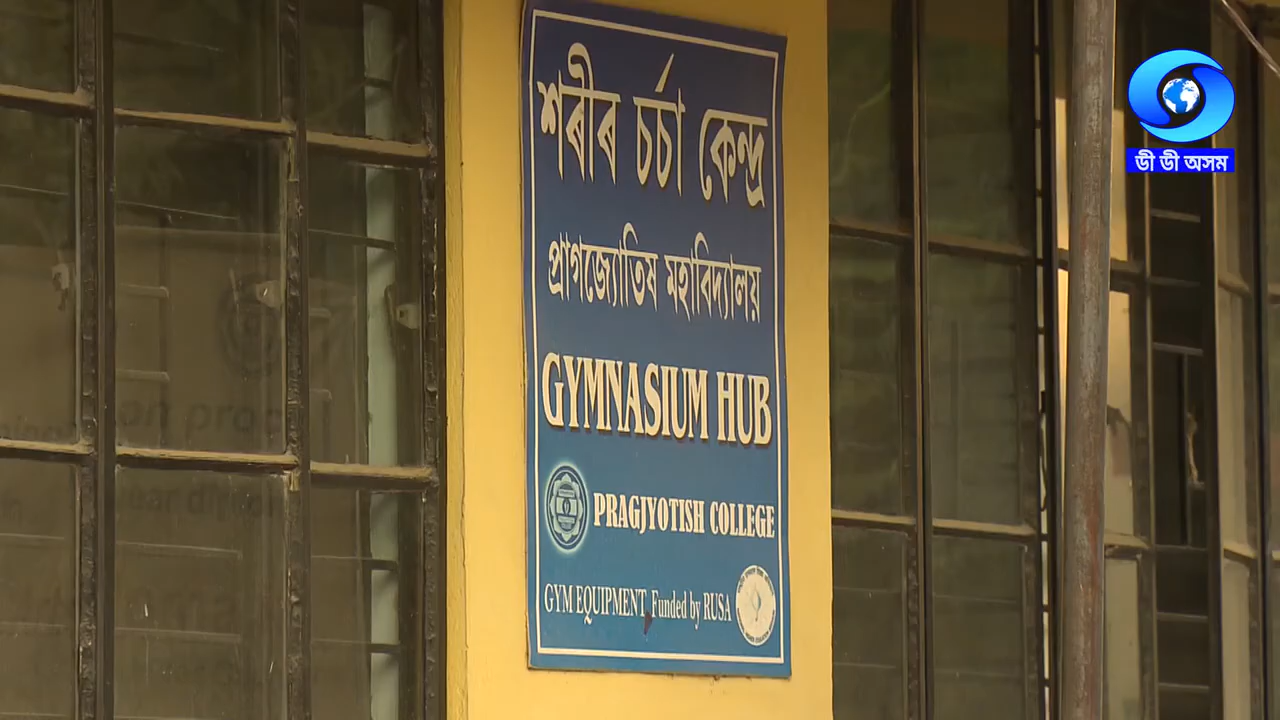 শৰীৰ চৰ্চা কেন্দ্ৰ
প্ৰাগজ্যোতিষ মহাবিদ্যালয়
GYMNASIUM HUB
PRAGJYOTISH COLLEGE
GYM EQUIPMENT, Funded by RUSA
ডী ডী অসম